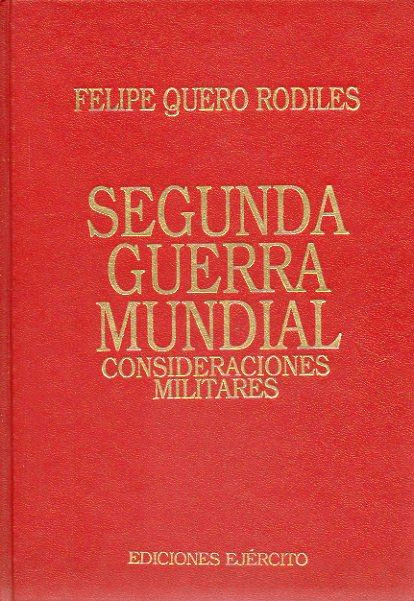 FELIPE QUERO RODILES
SEGUNDA
GUERRA
MUNDIAL
CONSIDERACIONES
MILITARES
EDICIONES EJÉRCITO